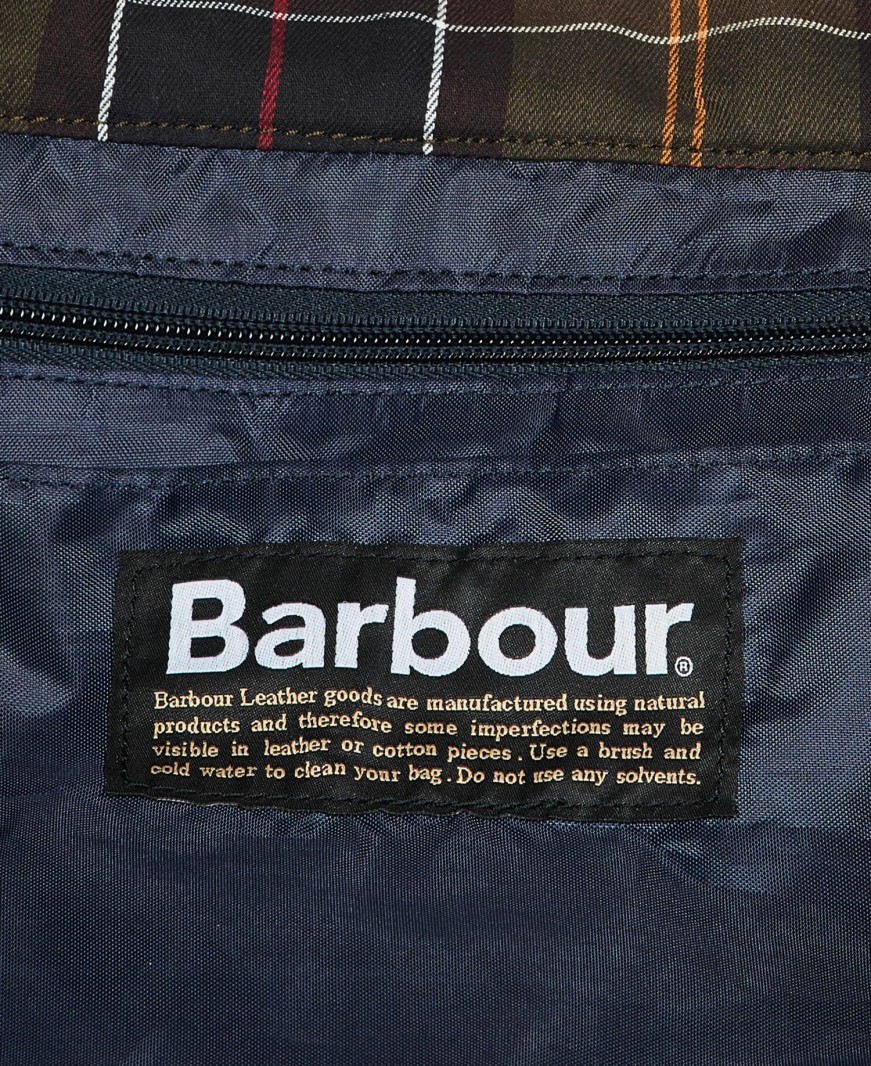 Barbour®
Barbour Leather goods are manufactured using natural
products and therefore some imperfections may be
visible in leather or cotton pieces. Use a brush and
cold water to clean your bag. Do not use any solvents.